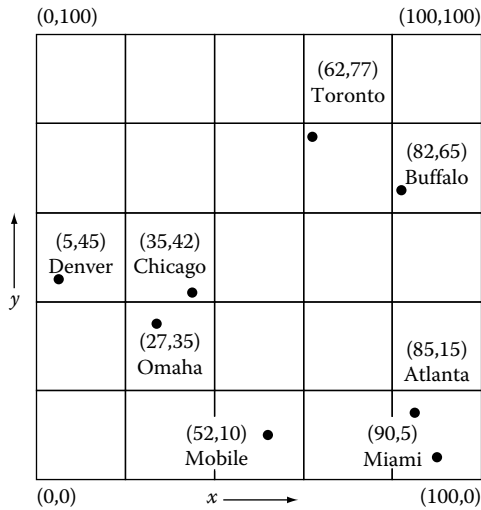 (0,100)
(100,100)
(62,77)
Toronto
(82,65)
Buffalo
(5,45)
Denver
(35,42)
Chicago
y
(27,35)
Omaha
(85,15)
Atlanta
(52,10)
Mobile
(90,5)
Miami
(0,0)
x
(100,0)